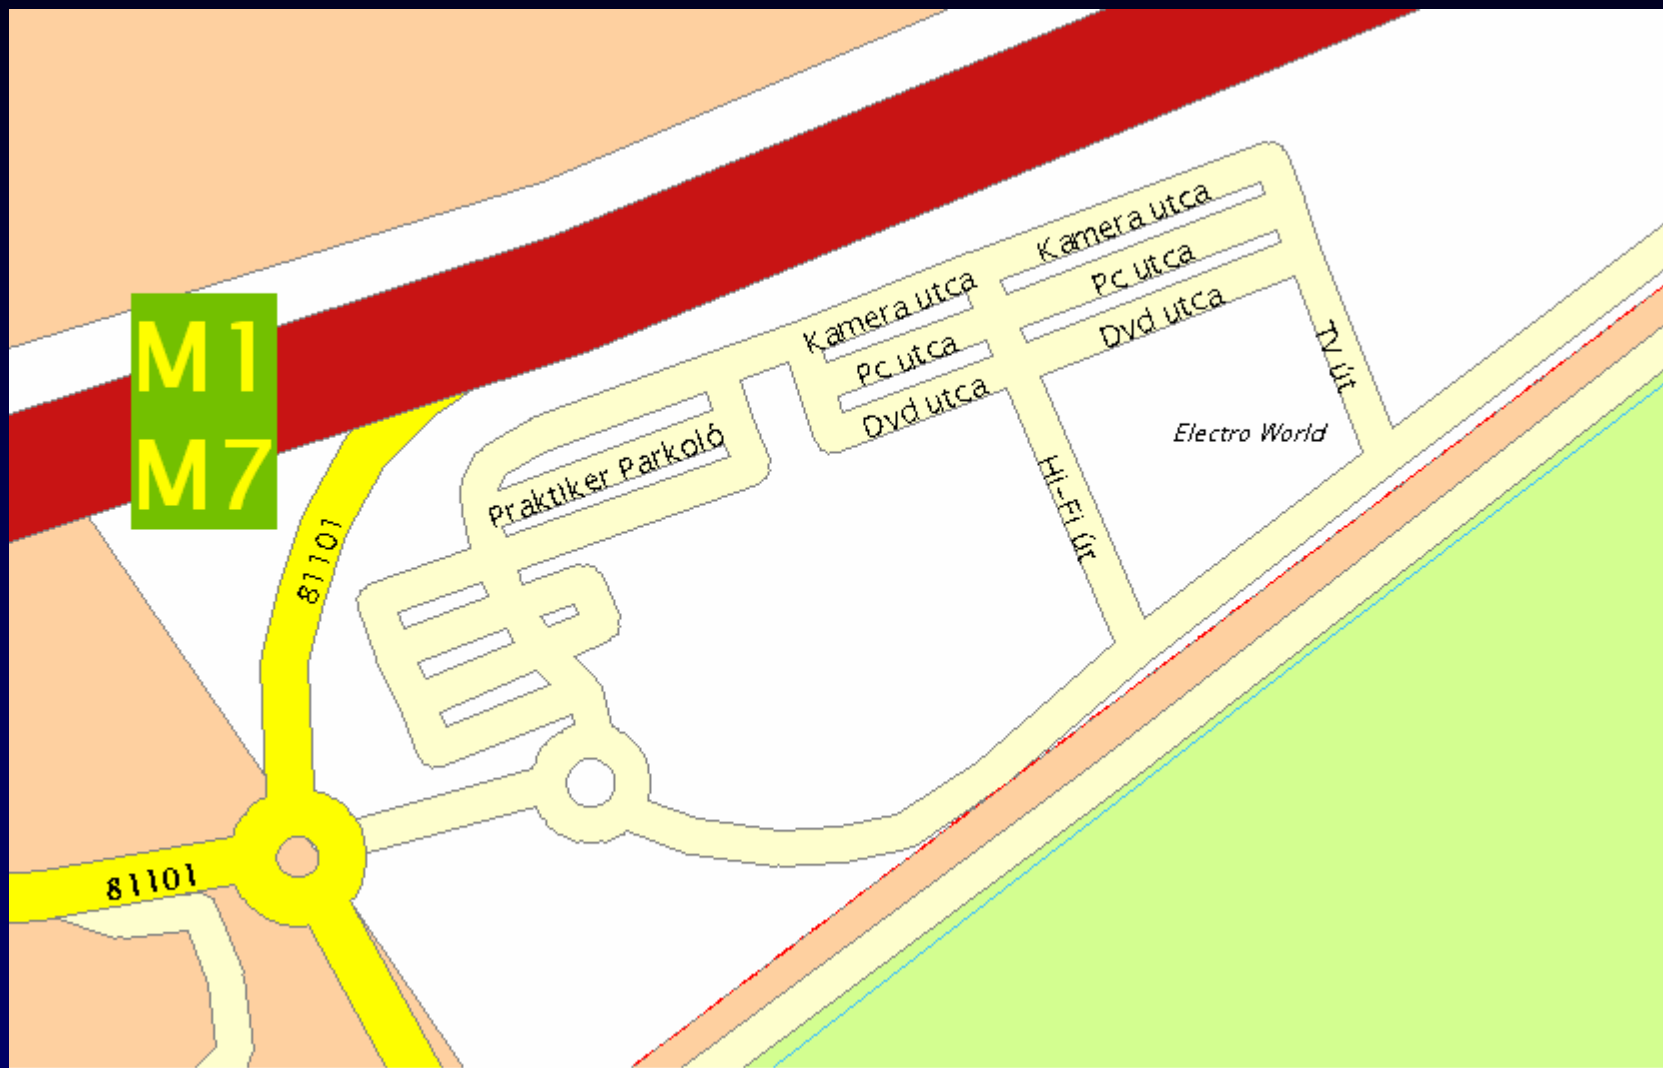 Kamera utca
Kamera utca
Pc utca
Pc utca
Dvd utca
Dvd utca
M1
M7
TV út
Electro World
Praktiker Parkoló
Hi-Fi út
81101
81101